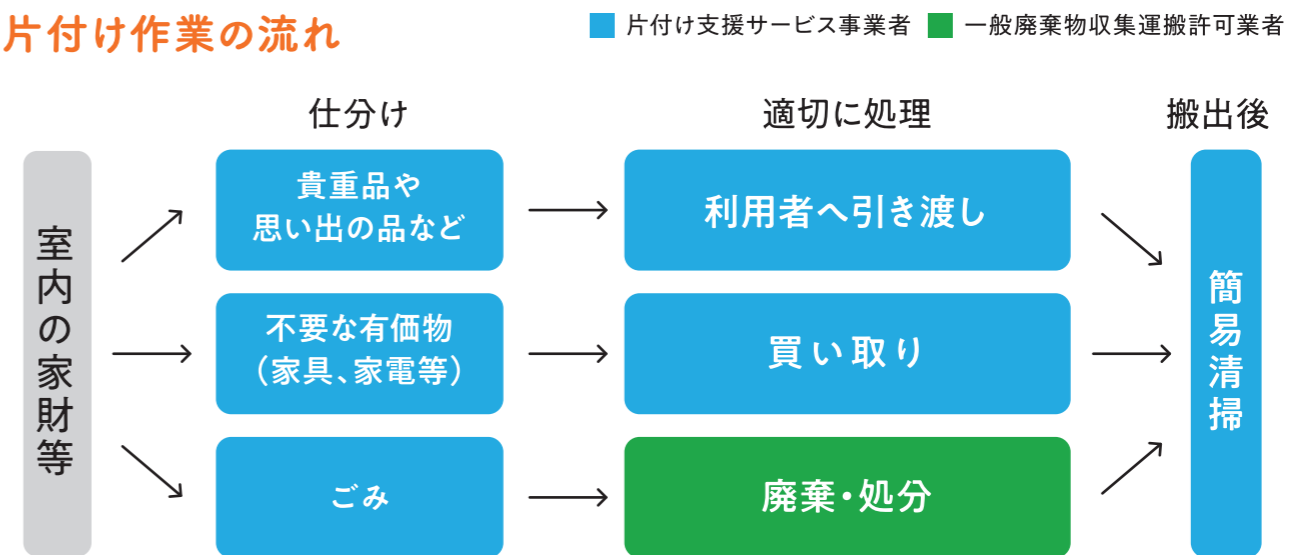 片付け作業の流れ
片付け支援サービス事業者
一般廃棄物収集運搬許可業者
仕分け
適切に処理
搬出後
室内の家財等
貴重品や
思い出の品など
利用者へ引き渡し
不要な有価物
(家具、家電等)
買い取り
ごみ
廃棄・処分
簡易清掃